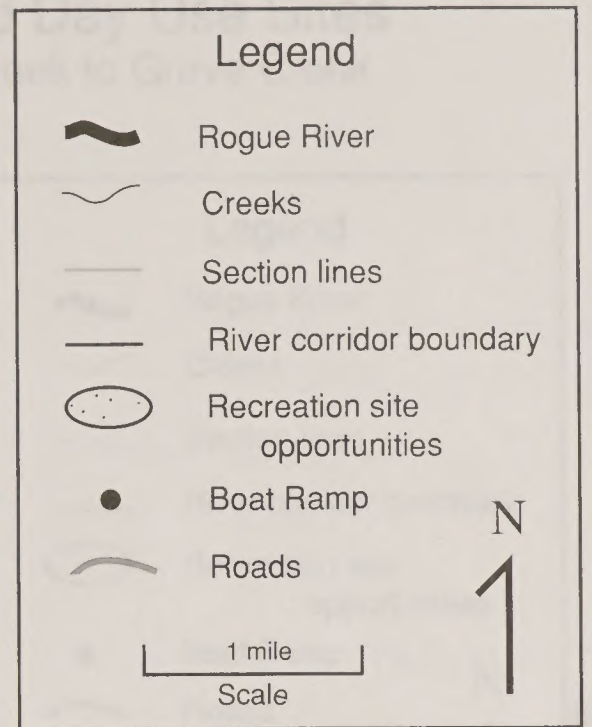 Legend
Rogue River
Creeks
Section lines
River corridor boundary
Recreation site
opportunities
Boat Ramp
N
Roads
1 mile
Scale